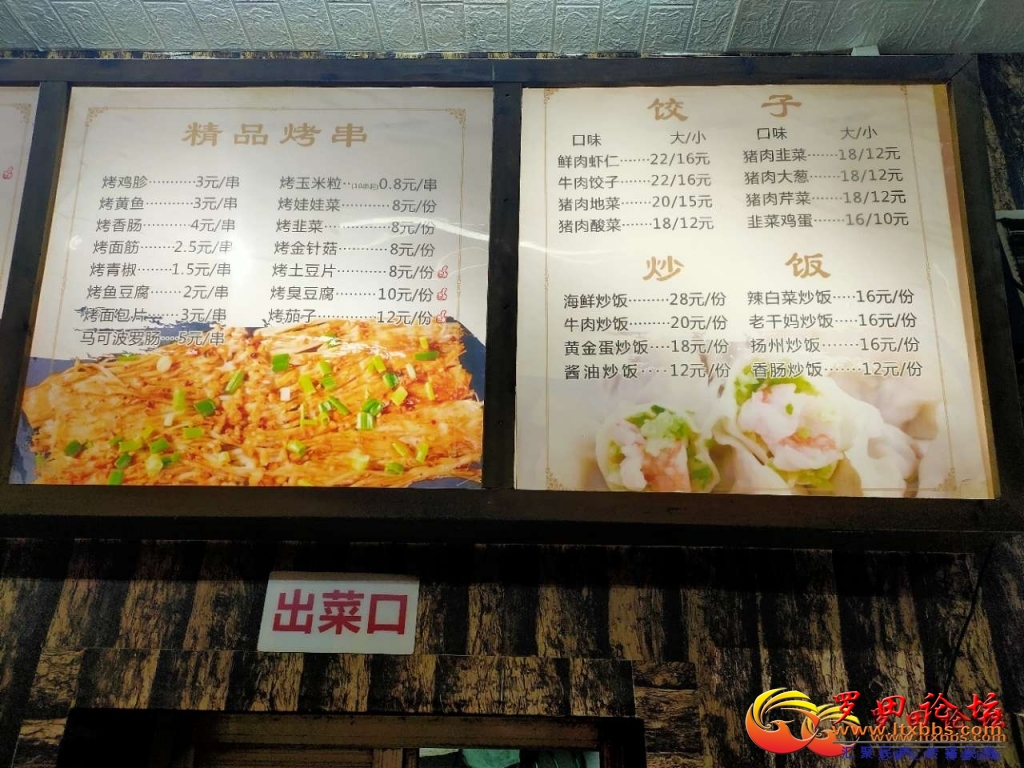 精品烤串
烤鸡胗············3元/串
烤黄鱼············3元/串
烤香肠··········4元/串
烤面筋·······2.5元/串
烤青椒········1.5元/串
烤鱼豆腐·······2元/串
烤面包片·····3元/串
马可波罗肠····5元/串
烤玉米粒··0.8元/串
烤娃娃菜·········8元/份
烤韭菜···············8元/份
烤金针菇·········8元/份
烤土豆片···········8元/份
烤臭豆腐·········10元/份
烤茄子············12元/份
饺子
口味 大/小
鲜肉虾仁·······22/16元
牛肉饺子·······22/16元
猪肉地菜·······20/15元
猪肉酸菜·······18/12元
口味 大/小
猪肉韭菜·······18/12元
猪肉大葱·······18/12元
猪肉芹菜·······18/12元
韭菜鸡蛋·······16/10元
炒饭
海鲜炒饭·········28元/份
牛肉炒饭·········20元/份
黄金蛋炒饭····18元/份
酱油炒饭·····12元/份
辣白菜炒饭·····16元/份
老干妈炒饭·····16元/份
扬州炒饭·······16元/份
香肠炒饭·······12元/份
出菜口
罗田论坛
www.ltxbbs.com